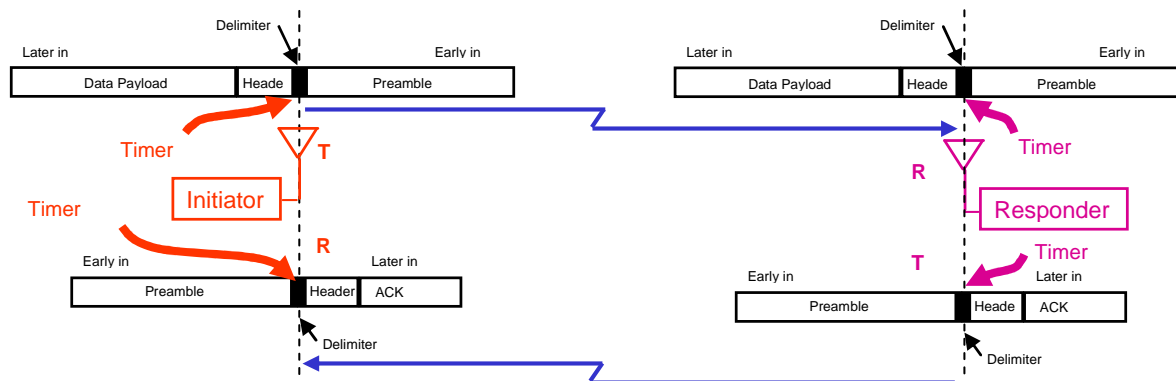 Delimiter
Delimiter
Later in
Early in
Later in
Early in
Data Payload
Heade
Preamble
Data Payload
Heade
Preamble
Timer
T
Timer
R
Initiator
Responder
Timer
R
T
Timer
Early in
Later in
Early in
Later in
Preamble
Header
ACK
Preamble
Heade
ACK
Delimiter
Delimiter